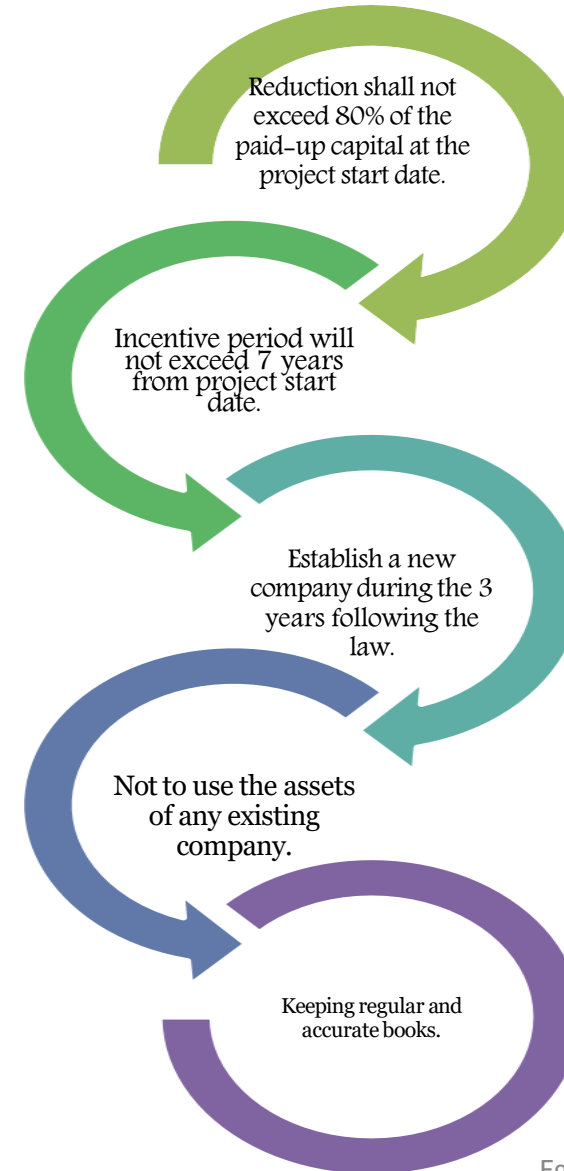 Reduction shall not
exceed 80% of the
paid-up capital at the
project start date.
Incentive period will
not exceed 7 years
from project start
date.
Establish a new
company during the 3
years following the
law.
Not to use the assets
of any existing
company.
Keeping regular and
accurate books.